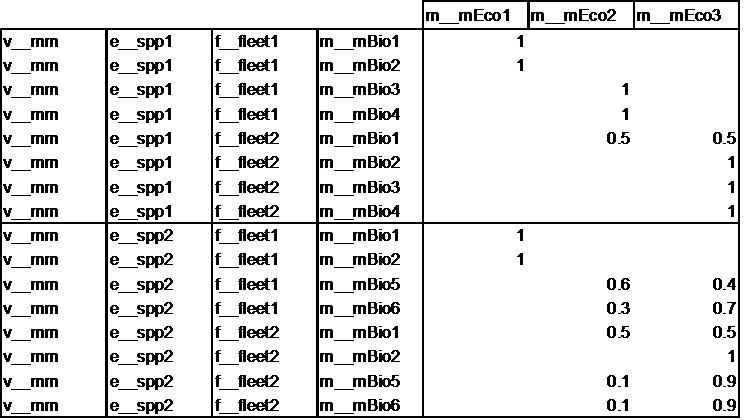 m__mEco1 m__mEco2 m__mEco3
v__mm e__spp1 f__fleet1 m__mBio1 1
v__mm e__spp1 f__fleet1 m__mBio2 1
v__mm e__spp1 f__fleet1 m__mBio3 1
v__mm e__spp1 f__fleet1 m__mBio4 1
v__mm e__spp1 f__fleet2 m__mBio1 0.5 0.5
v__mm e__spp1 f__fleet2 m__mBio2 1
v__mm e__spp1 f__fleet2 m__mBio3 1
v__mm e__spp1 f__fleet2 m__mBio4 1
v__mm e__spp2 f__fleet1 m__mBio1 1
v__mm e__spp2 f__fleet1 m__mBio2 1
v__mm e__spp2 f__fleet1 m__mBio5 0.6 0.4
v__mm e__spp2 f__fleet1 m__mBio6 0.3 0.7
v__mm e__spp2 f__fleet2 m__mBio1 0.5 0.5
v__mm e__spp2 f__fleet2 m__mBio2 1
v__mm e__spp2 f__fleet2 m__mBio5 0.1 0.9
v__mm e__spp2 f__fleet2 m__mBio6 0.1 0.9